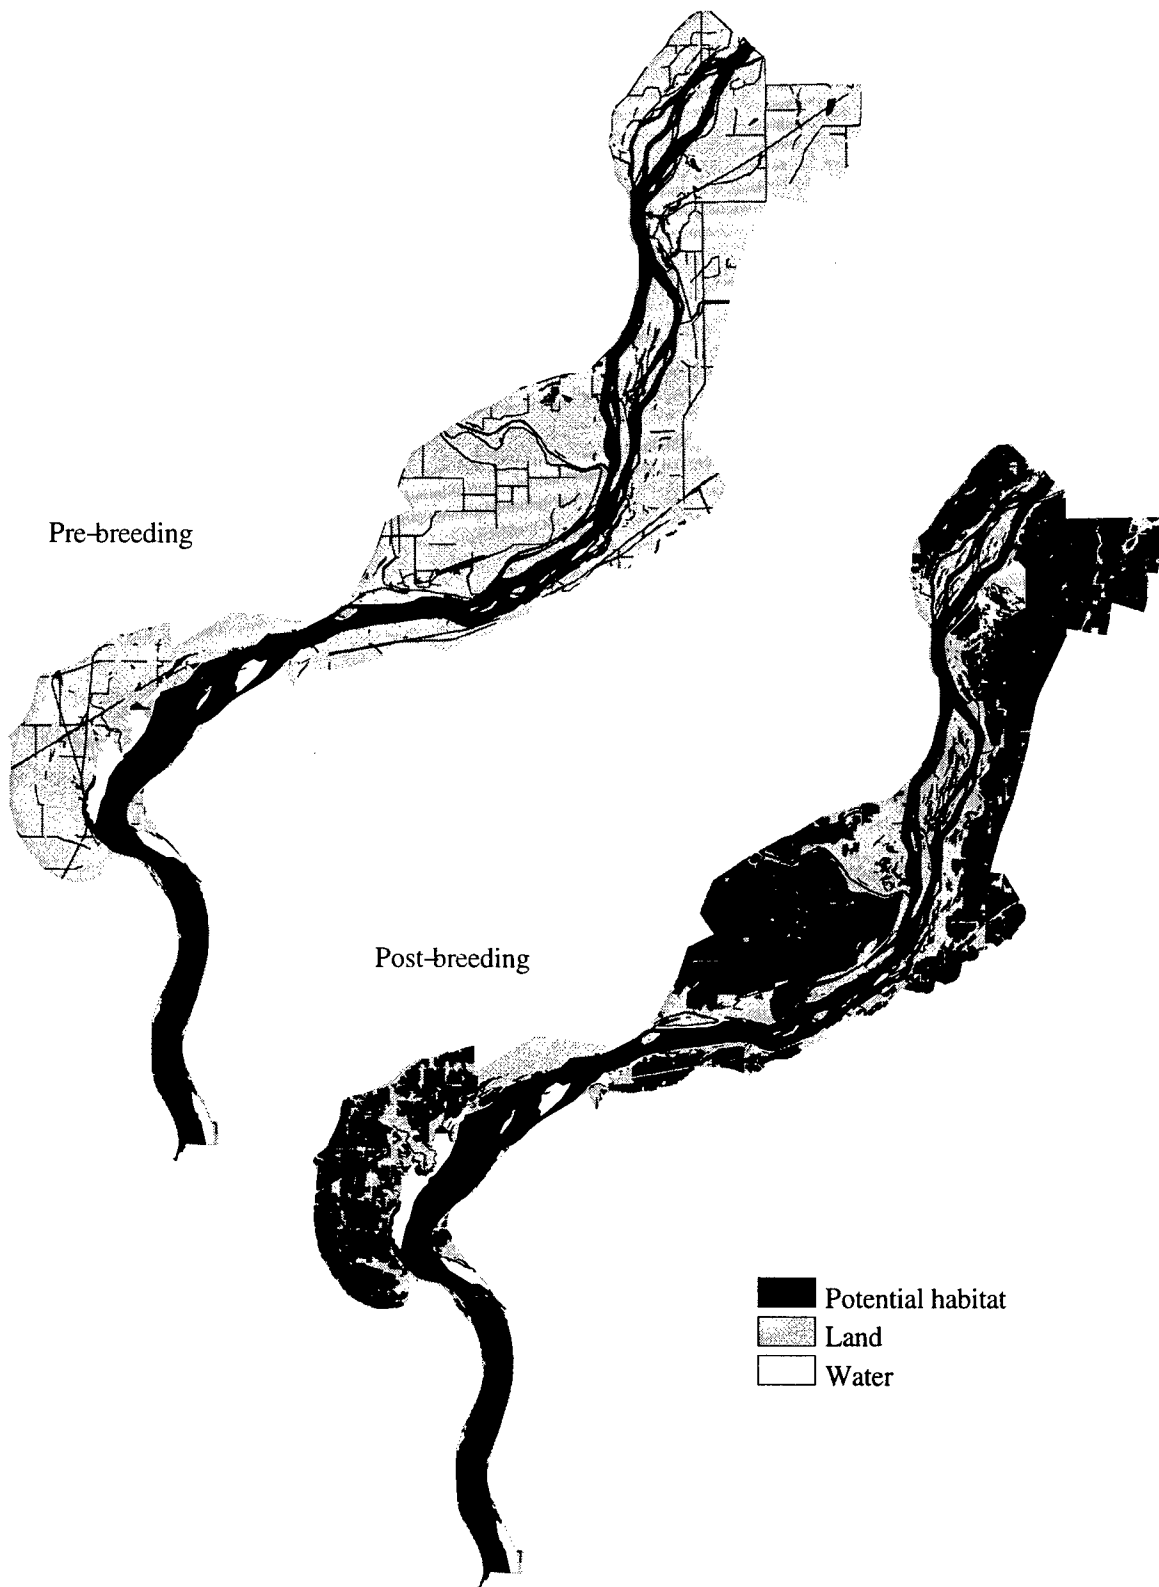 Pre-breeding
Post-breeding
Potential habitat
Land
Water